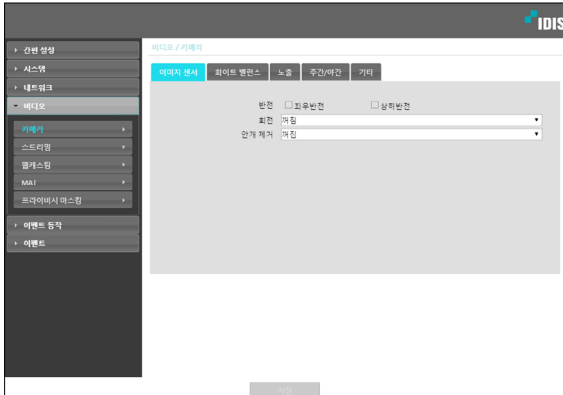 IDIS
간편 설정
시스템
네트워크
비디오
카메라
스트리밍
웹캐스팅
MAT
프라이버시 마스킹
이벤트 동작
이벤트
비디오 / 카메라
이미지 센서 화이트 밸런스 노출 주간/야간 기타
반전 좌우반전 상하반전
회전 꺼짐
안개 제거 꺼짐
저장